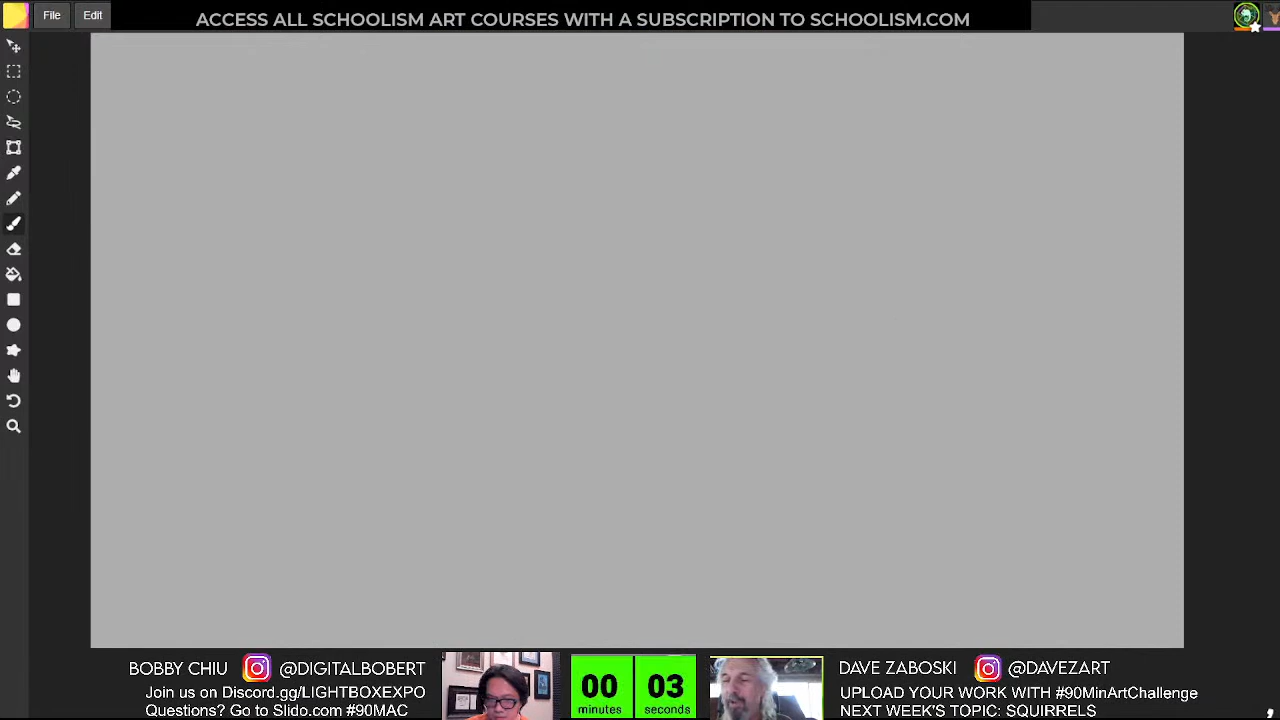 File Edit ACCESS ALL SCHOOLISM ART COURSES WITH A SUBSCRIPTION TO SCHOOLISM.COM
BOBBY CHIU @DIGITALBOBERT
Join us on Discord.gg/LIGHTBOXEXPO
Questions? Go to Slido.com #90MAC
00 03
minutes seconds
DAVE ZABOSKI @DAVEZART
UPLOAD YOUR WORK WITH #90MinArtChallenge
NEXT WEEK'S TOPIC: SQUIRRELS